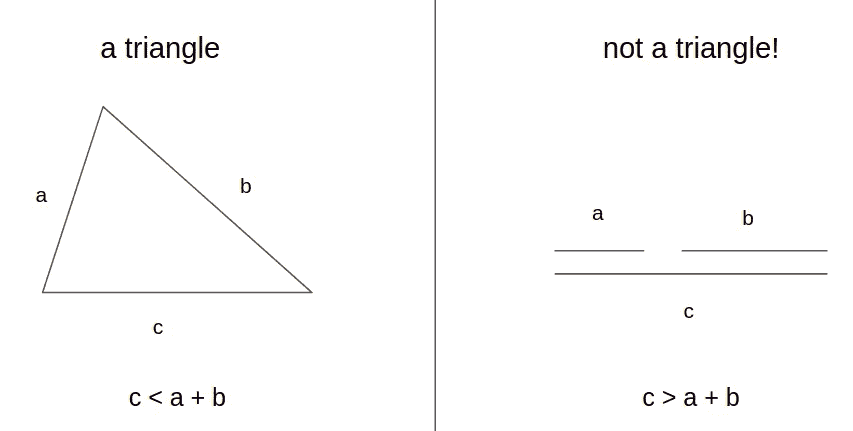 a triangle
a
b
c
c < a + b
not a triangle!
a
b
c
c > a + b